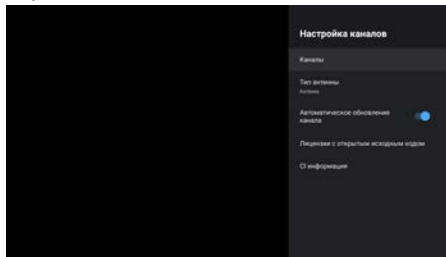 Настройка каналов
Каналы
Тип антенны
Антенна
Автоматическое обновление
канала
Лицензии с открытым исходным кодом
CI информация